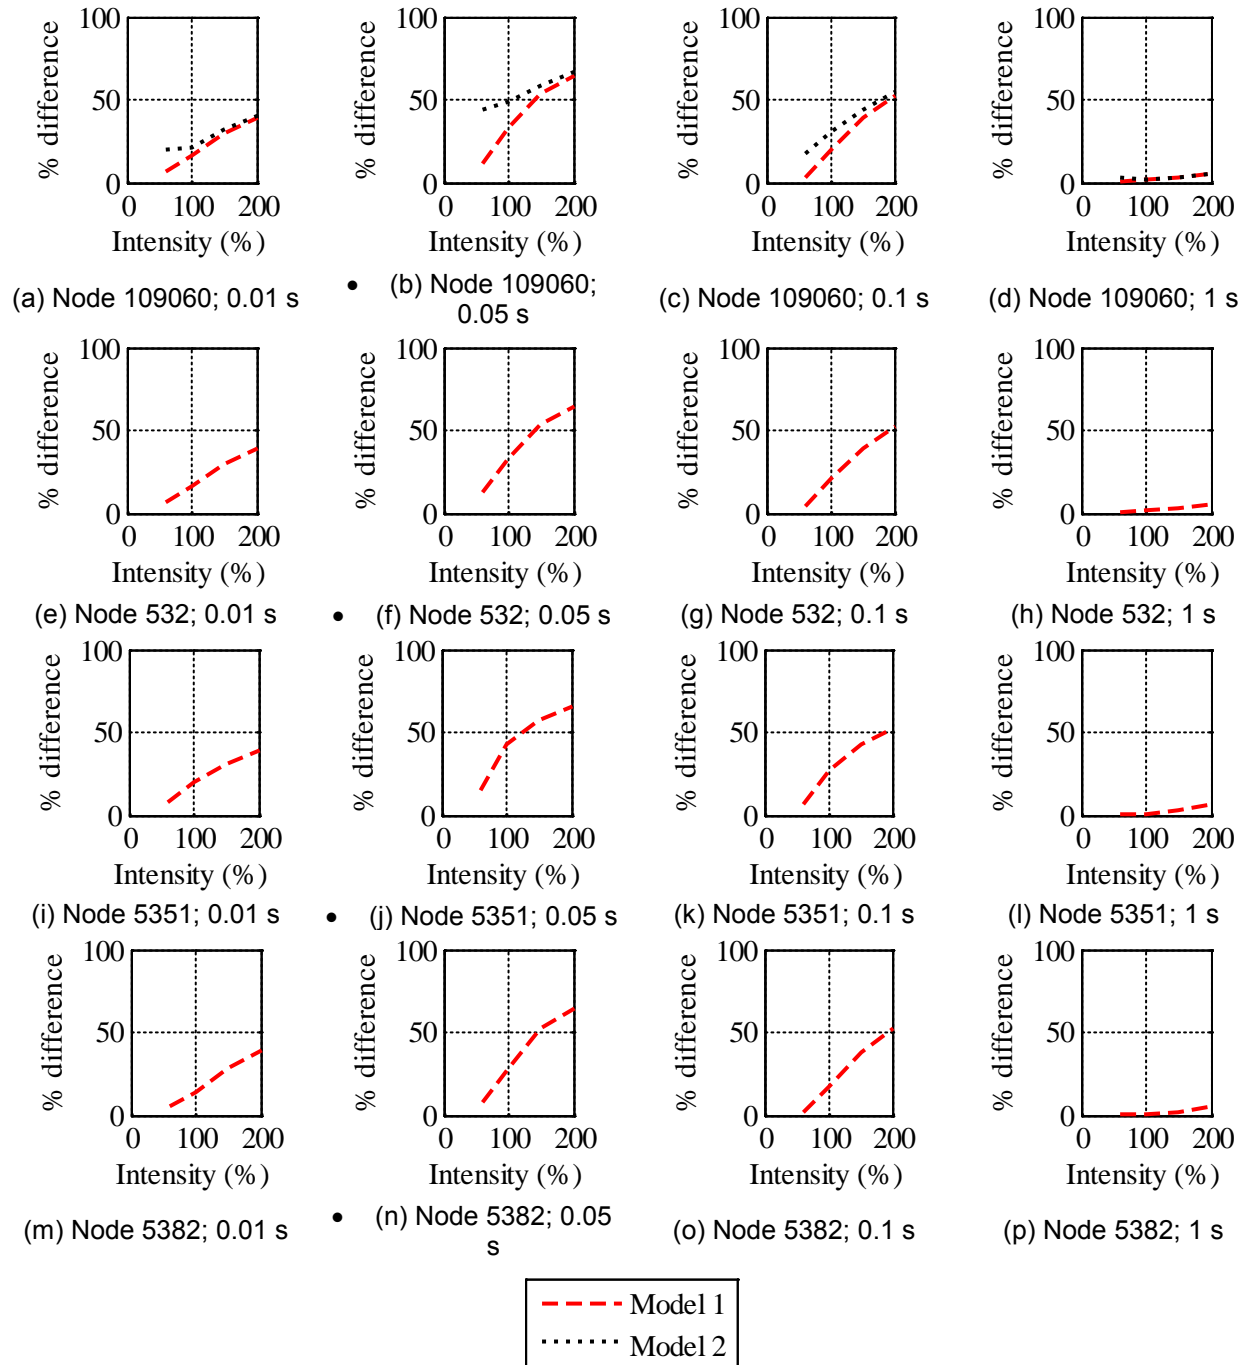 % difference
100
50
0
0 100 200
Intensity (%)
(a) Node 109060; 0.01 s
% difference
100
50
0
0 100 200
Intensity (%)
• (b) Node 109060;
0.05 s
% difference
100
50
0
0 100 200
Intensity (%)
(c) Node 109060; 0.1 s
% difference
100
50
0
0 100 200
Intensity (%)
(d) Node 109060; 1 s
% difference
100
50
0
0 100 200
Intensity (%)
(e) Node 532; 0.01 s
% difference
100
50
0
0 100 200
Intensity (%)
• (f) Node 532; 0.05 s
% difference
100
50
0
0 100 200
Intensity (%)
(g) Node 532; 0.1 s
% difference
100
50
0
0 100 200
Intensity (%)
(h) Node 532; 1 s
% difference
100
50
0
0 100 200
Intensity (%)
(i) Node 5351; 0.01 s
% difference
100
50
0
0 100 200
Intensity (%)
• (j) Node 5351; 0.05 s
% difference
100
50
0
0 100 200
Intensity (%)
(k) Node 5351; 0.1 s
% difference
100
50
0
0 100 200
Intensity (%)
(l) Node 5351; 1 s
% difference
100
50
0
0 100 200
Intensity (%)
(m) Node 5382; 0.01 s
% difference
100
50
0
0 100 200
Intensity (%)
• (n) Node 5382; 0.05
s
% difference
100
50
0
0 100 200
Intensity (%)
(o) Node 5382; 0.1 s
% difference
100
50
0
0 100 200
Intensity (%)
(p) Node 5382; 1 s
Model 1
Model 2